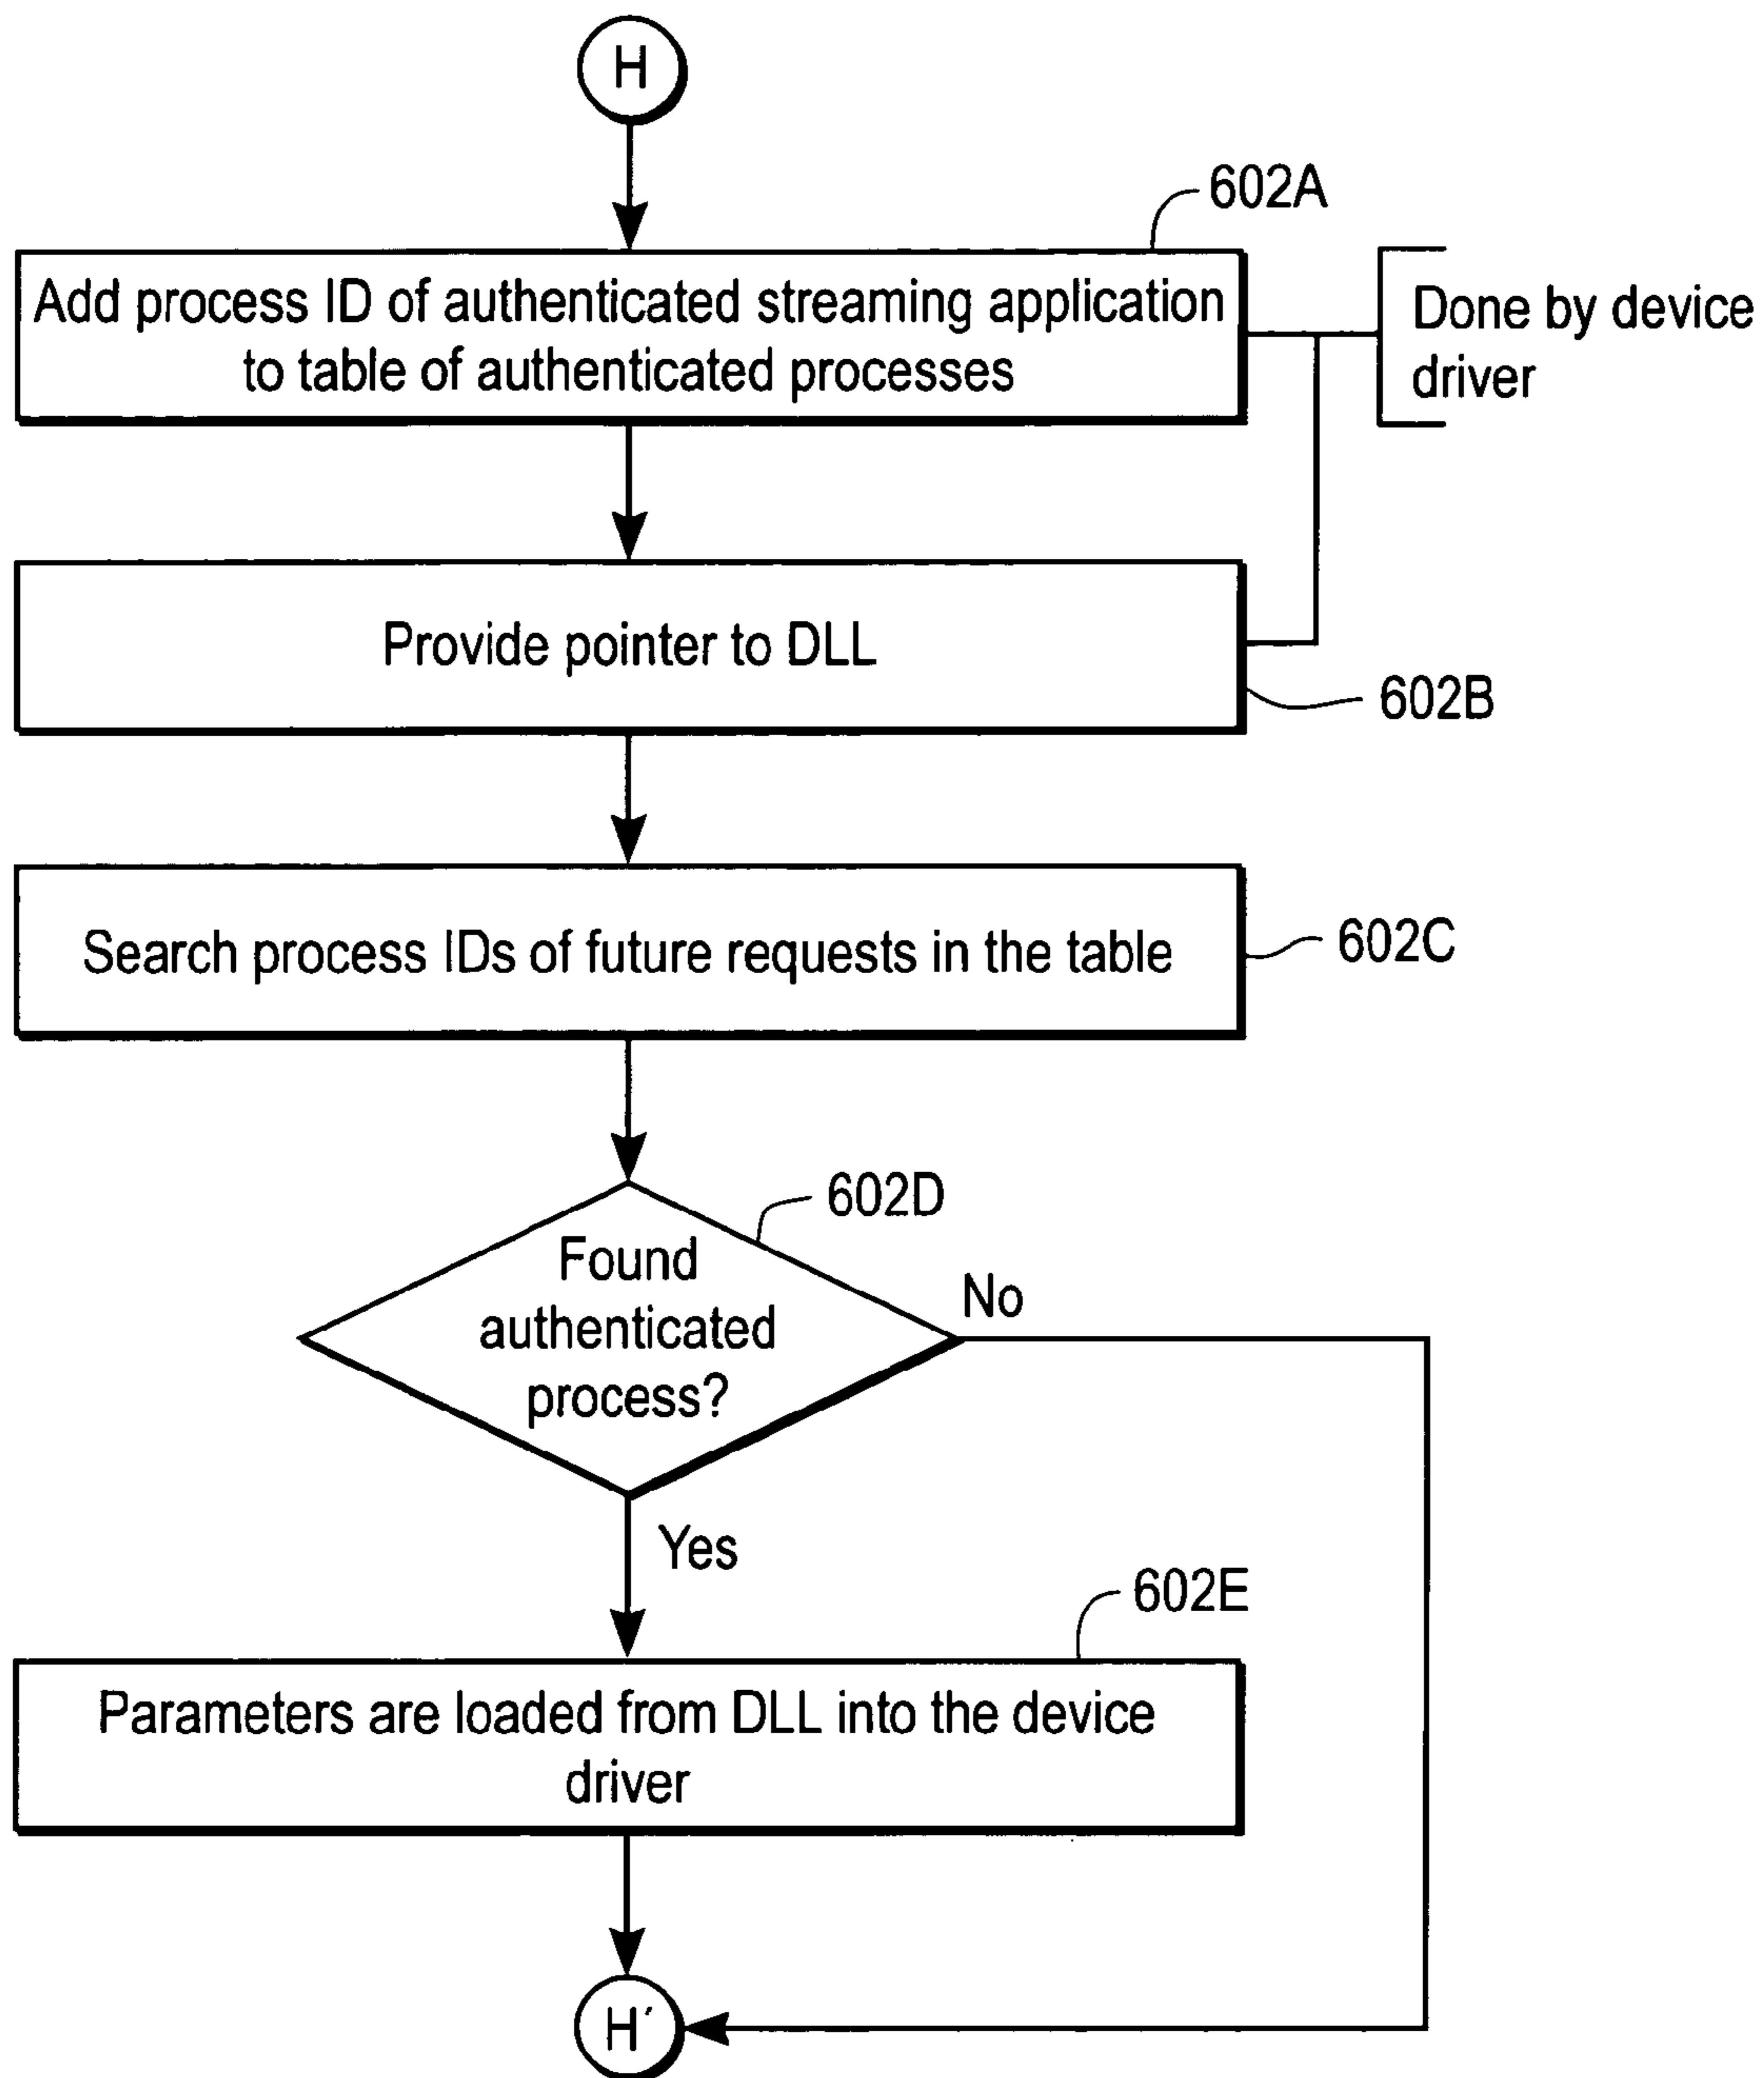 H
602A
Add process ID of authenticated streaming application
to table of authenticated processes
Done by device
driver
Provide pointer to DLL
602B
Search process IDs of future requests in the table
602C
602D
Found
authenticated
process?
No
Yes
602E
Parameters are loaded from DLL into the device
driver
H′